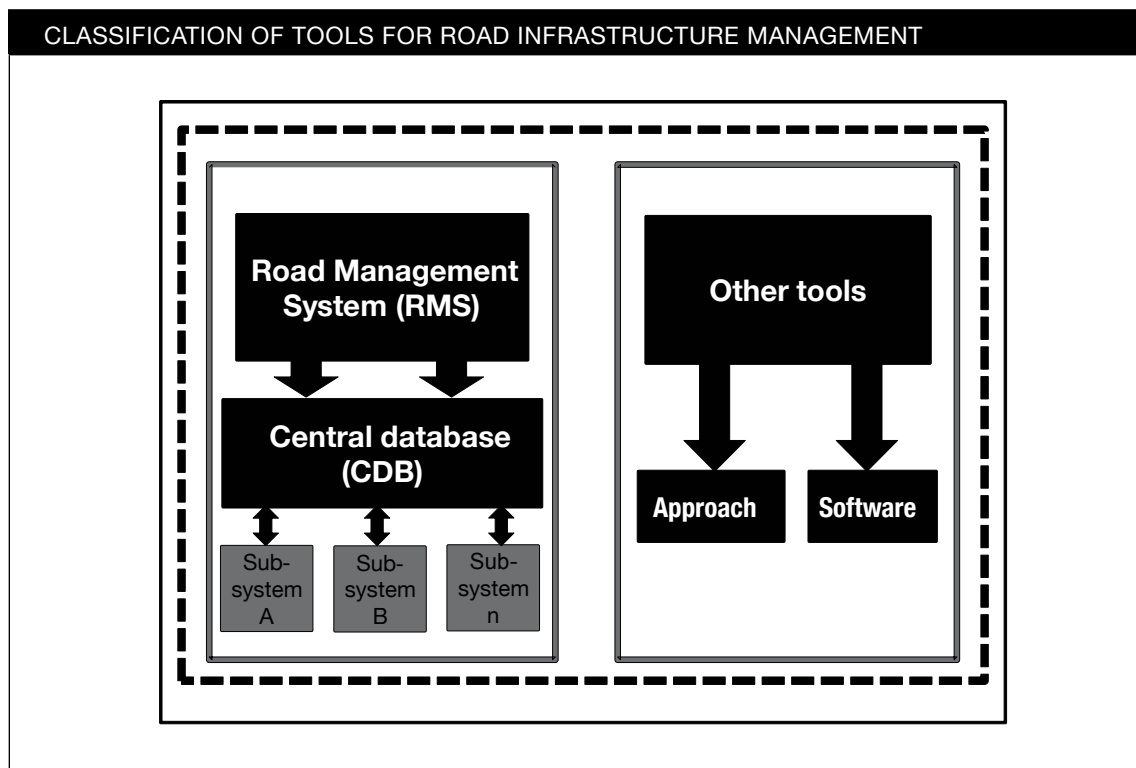 CLASSIFICATION OF TOOLS FOR ROAD INFRASTRUCTURE MANAGEMENT
Road Management
System (RMS)
Central database
(CDB)
Sub-
system
A
Sub-
system
B
Sub-
system
n
Other tools
Approach
Software